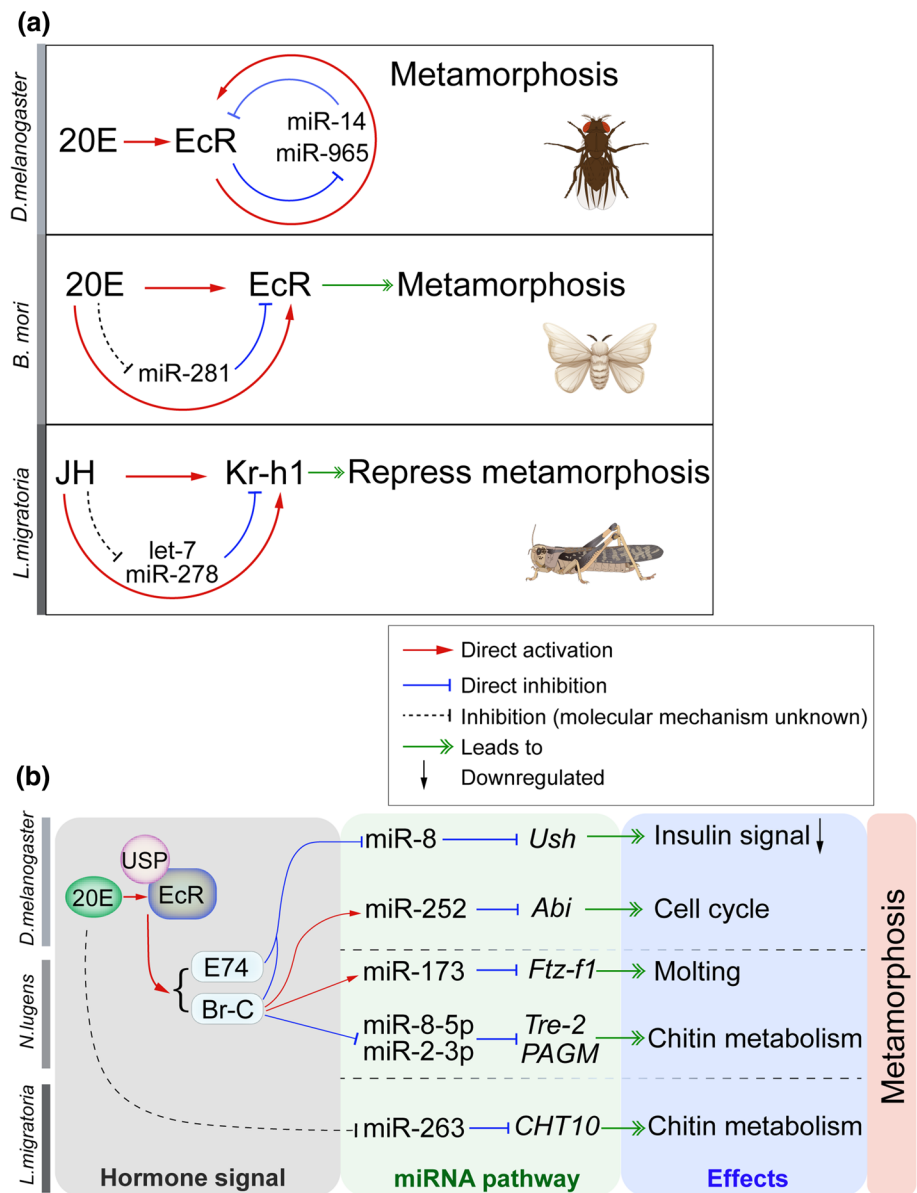 (a)
D.melanogaster
Metamorphosis
20E
EcR
miR-14
miR-965
B. mori
20E
EcR
Metamorphosis
miR-281
L.migratoria
JH
Kr-h1
Repress metamorphosis
let-7
miR-278
Direct activation
Direct inhibition
Inhibition (molecular mechanism unknown)
Leads to
Downregulated
(b)
D.melanogaster
N.lugens
L.migratoria
USP
20E
EcR
E74
Br-C
Hormone signal
miR-8
Ush
Insulin signal
miR-252
Abi
Cell cycle
miR-173
Ftz-f1
Molting
miR-8-5p
miR-2-3p
Tre-2
PAGM
Chitin metabolism
miR-263
CHT10
Chitin metabolism
miRNA pathway
Effects
Metamorphosis